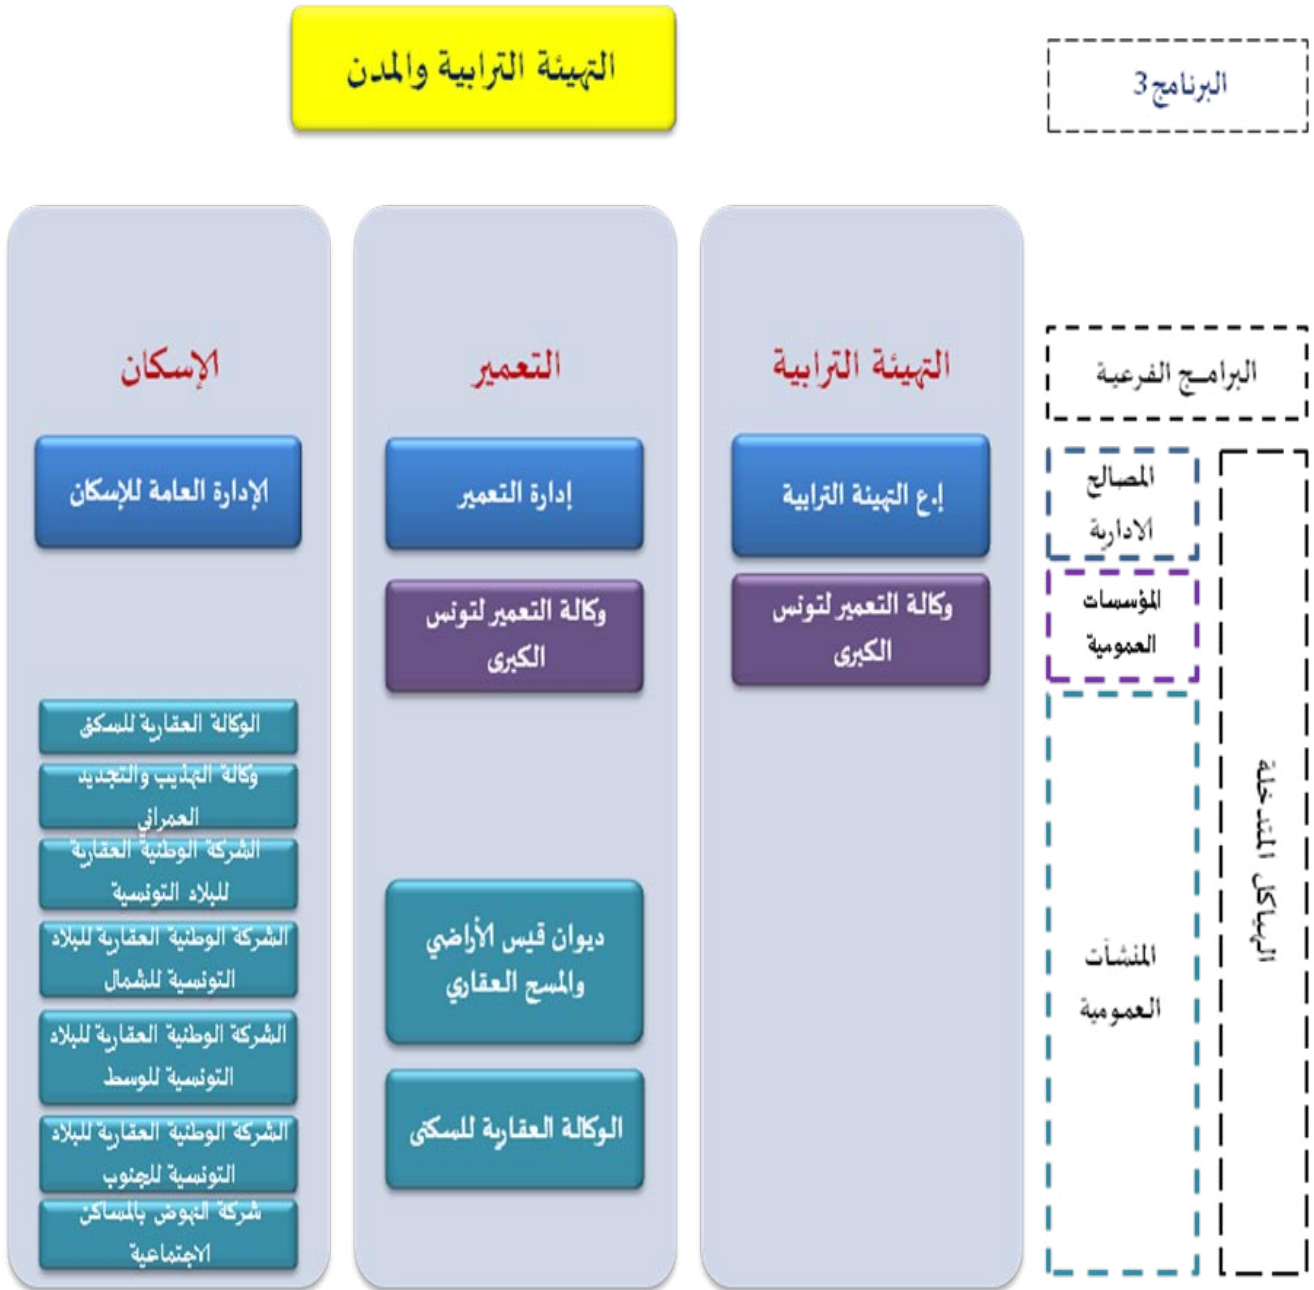 البرنامج3
التهيئة الترابية والمدن
البرامج الفرعية
التهيئة الترابية
التعمير
الإسكان
الهياكل المتدخلة
المصالح
الادارية
إ.ع التهيئة الترابية
إدارة التعمير
الإدارة العامة للإسكان
المؤسسات
العمومية
وكالة التعمير لتونس
الكبرى
وكالة التعمير لتونس
الكبرى
المنشآت
العمومية
ديوان قيس الأراضي
والمسح العقاري
الوكالة العقارية للسكنى
الوكالة العقارية للسكنى
وكالة التهذيب والتجديد
العمراني
الشركة الوطنية العقارية
للبلاد التونسية
الشركة الوطنية العقارية للبلاد
التونسية للشمال
الشركة الوطنية العقارية للبلاد
التونسية للوسط
الشركة الوطنية العقارية للبلاد
التونسية للجنوب
شركة النهوض بالمساكن
الاجتماعية